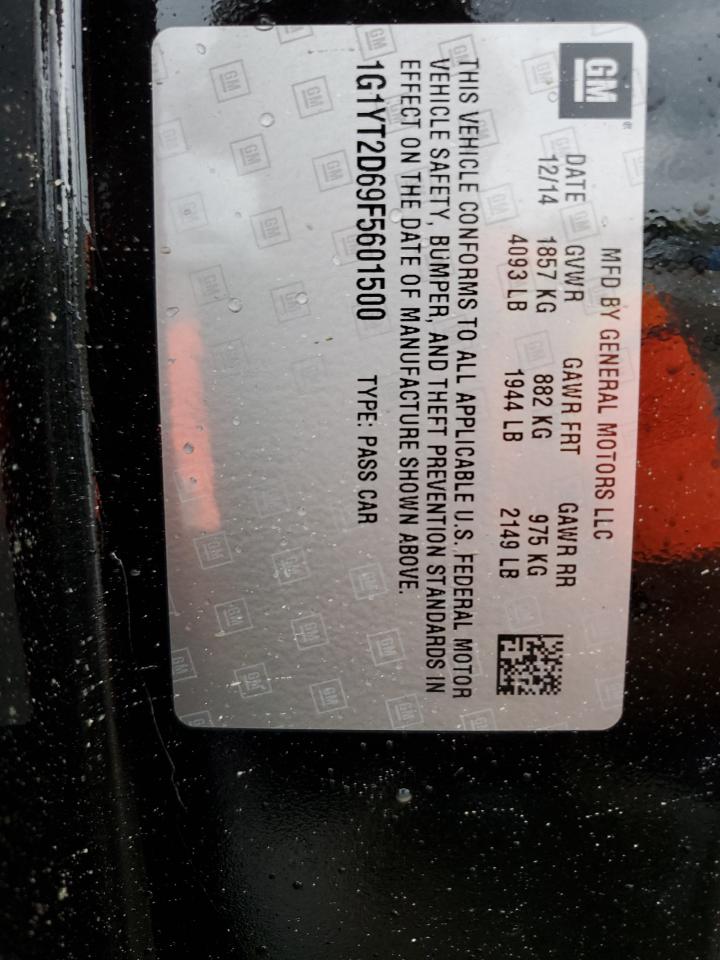 GM®
MFD BY GENERAL MOTORS LLC
DATE GVWR GAWR FRT GAWR RR
12/14 1857 KG 882 KG 975 KG
4093 LB 1944 LB 2149 LB
THIS VEHICLE CONFORMS TO ALL APPLICABLE U.S. FEDERAL MOTOR
VEHICLE SAFETY, BUMPER, AND THEFT PREVENTION STANDARDS IN
EFFECT ON THE DATE OF MANUFACTURE SHOWN ABOVE.
1G1YT2D69F5601500 TYPE: PASS CAR